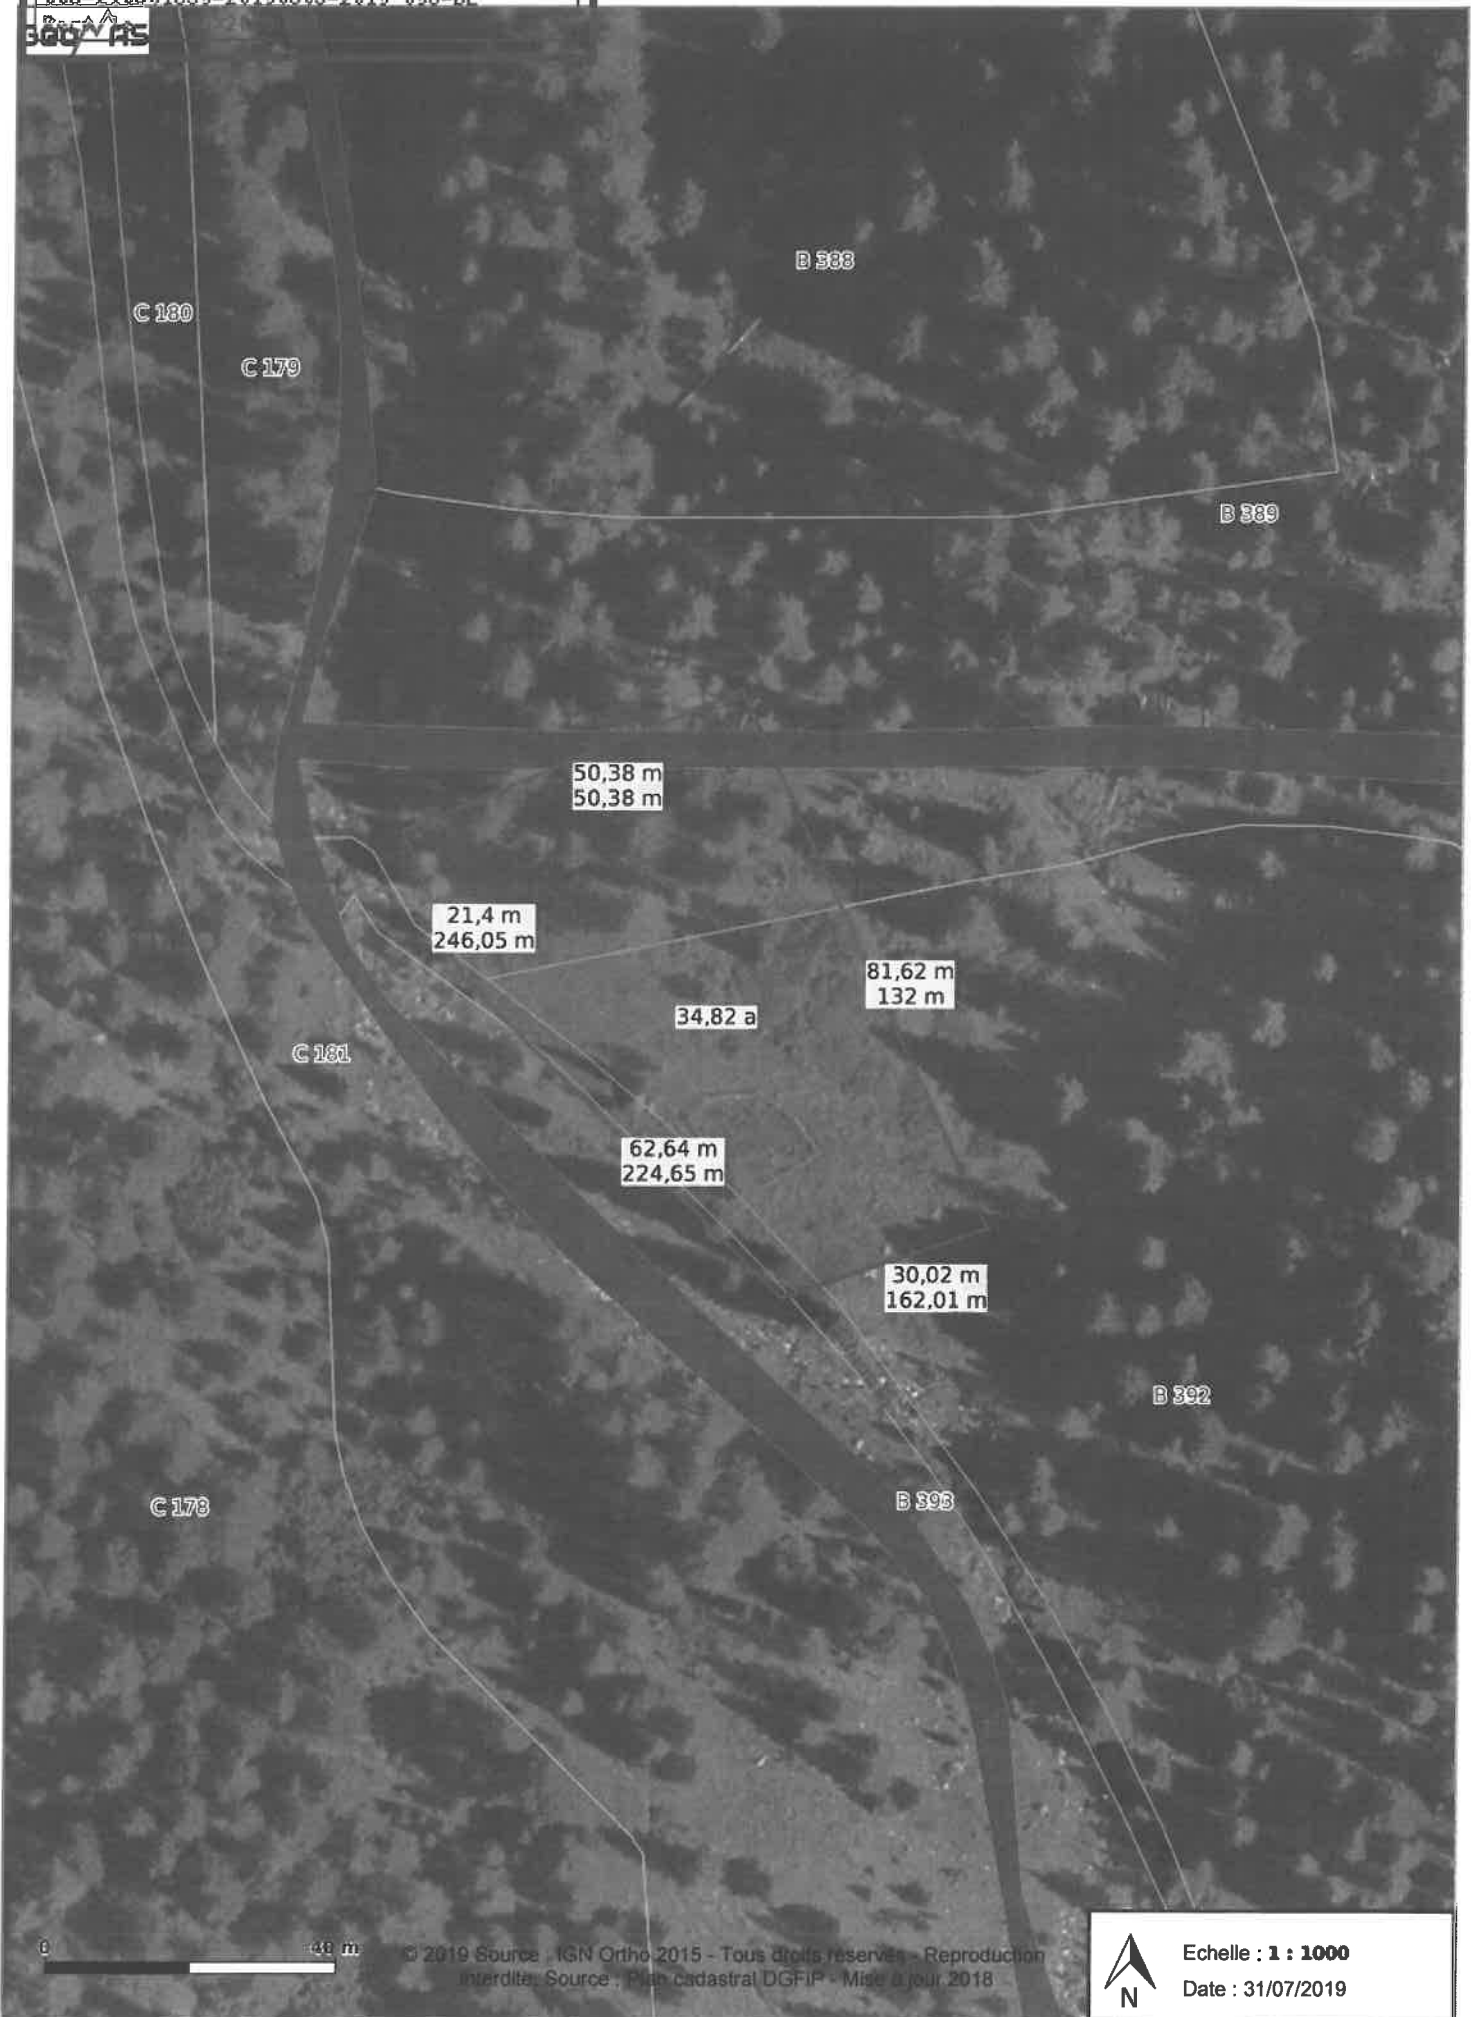 B 388
C 180
C 179
B 389
50,38 m
50,38 m
21,4 m
246,05 m
81,62 m
132 m
34,82 a
C 181
62,64 m
224,65 m
30,02 m
162,01 m
B 392
B 393
C 178
0 40 m
© 2019 Source : IGN Ortho 2015 - Tous droits réservés - Reproduction
interdite, Source : Plan cadastral DGFiP - Mise à jour 2018
Echelle : 1 : 1000
Date : 31/07/2019
N